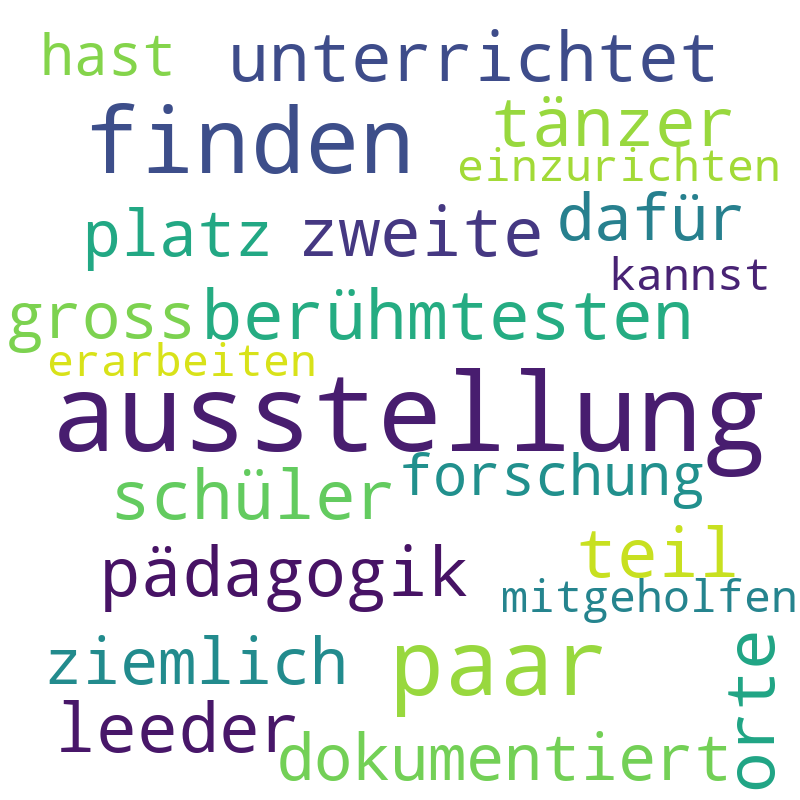 hast unterrichtet
finden tänzer
einzurichten
platz zweite dafür
kannst
gross berühmtesten
erarbeiten
ausstellung
schüler forschung
pädagogik teil
mitgeholfen
ziemlich paar
orte
leeder
dokumentiert